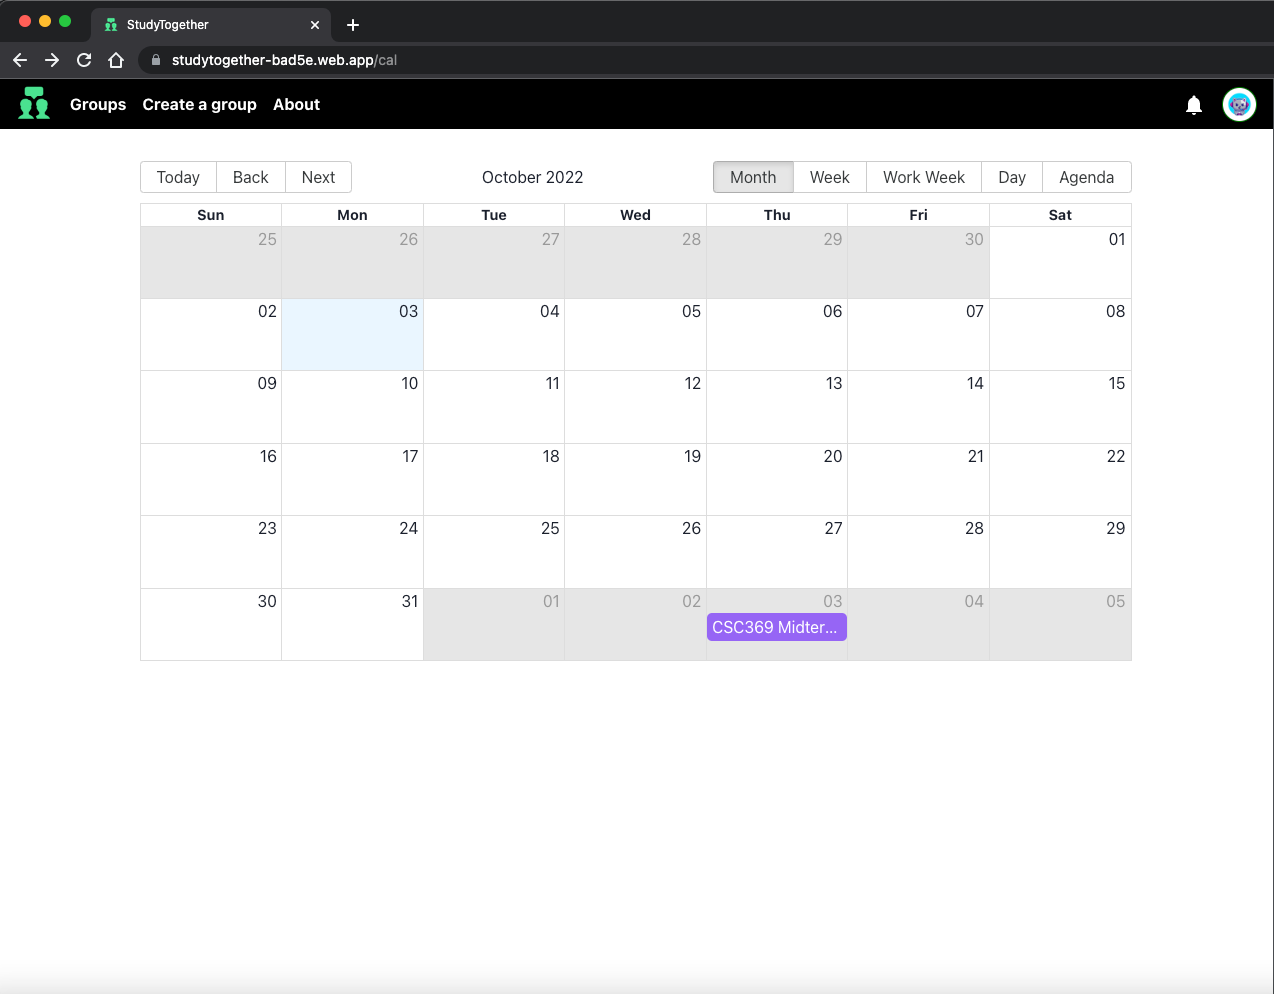 StudyTogether
studytogether-bad5e.web.app/cal
Groups Create a group About
Today Back Next October 2022 Month Week Work Week Day Agenda
Sun Mon Tue Wed Thu Fri Sat
25 26 27 28 29 30 01
02 03 04 05 06 07 08
09 10 11 12 13 14 15
16 17 18 19 20 21 22
23 24 25 26 27 28 29
30 31 01 02 03 04 05
CSC369 Midter...